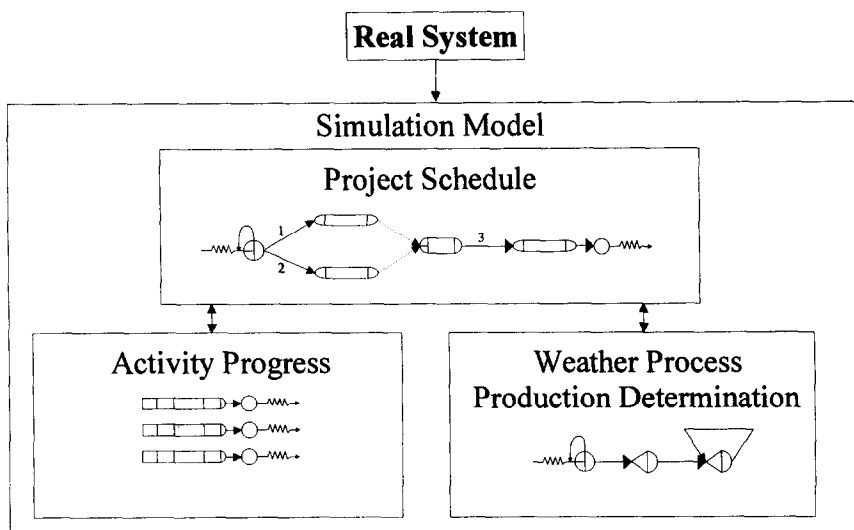 Real System
Simulation Model
Project Schedule
1
3
2
Activity Progress
Weather Process
Production Determination